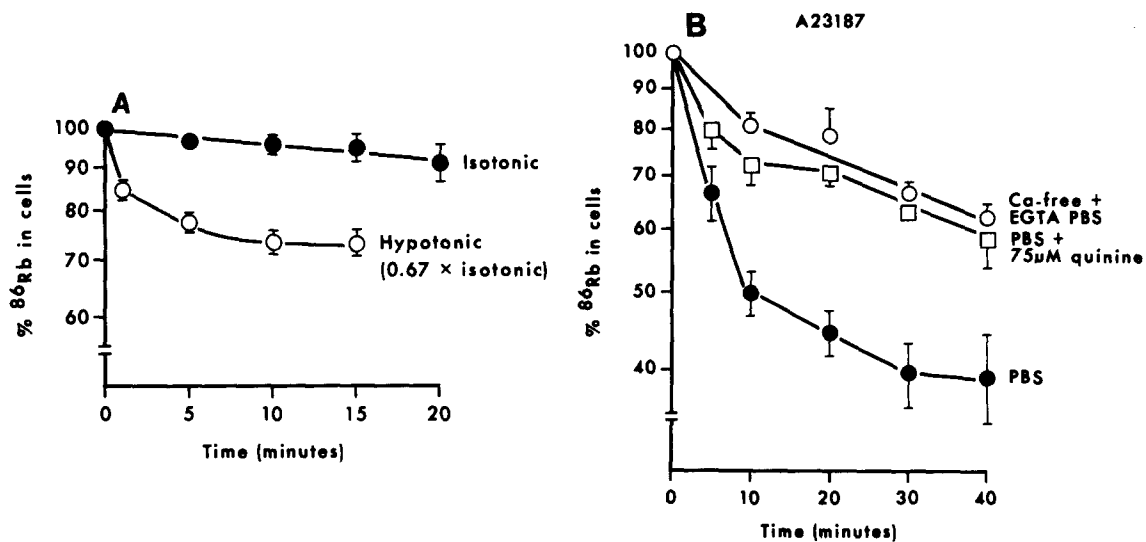 A
% 86Rb in cells
100
90
80
70
60
Isotonic
Hypotonic
(0.67 × isotonic)
0 5 10 15 20
Time (minutes)
B
A23187
% 86Rb in cells
100
90
80
70
60
50
40
Ca-free +
EGTA PBS
PBS +
75μM quinine
PBS
0 10 20 30 40
Time (minutes)